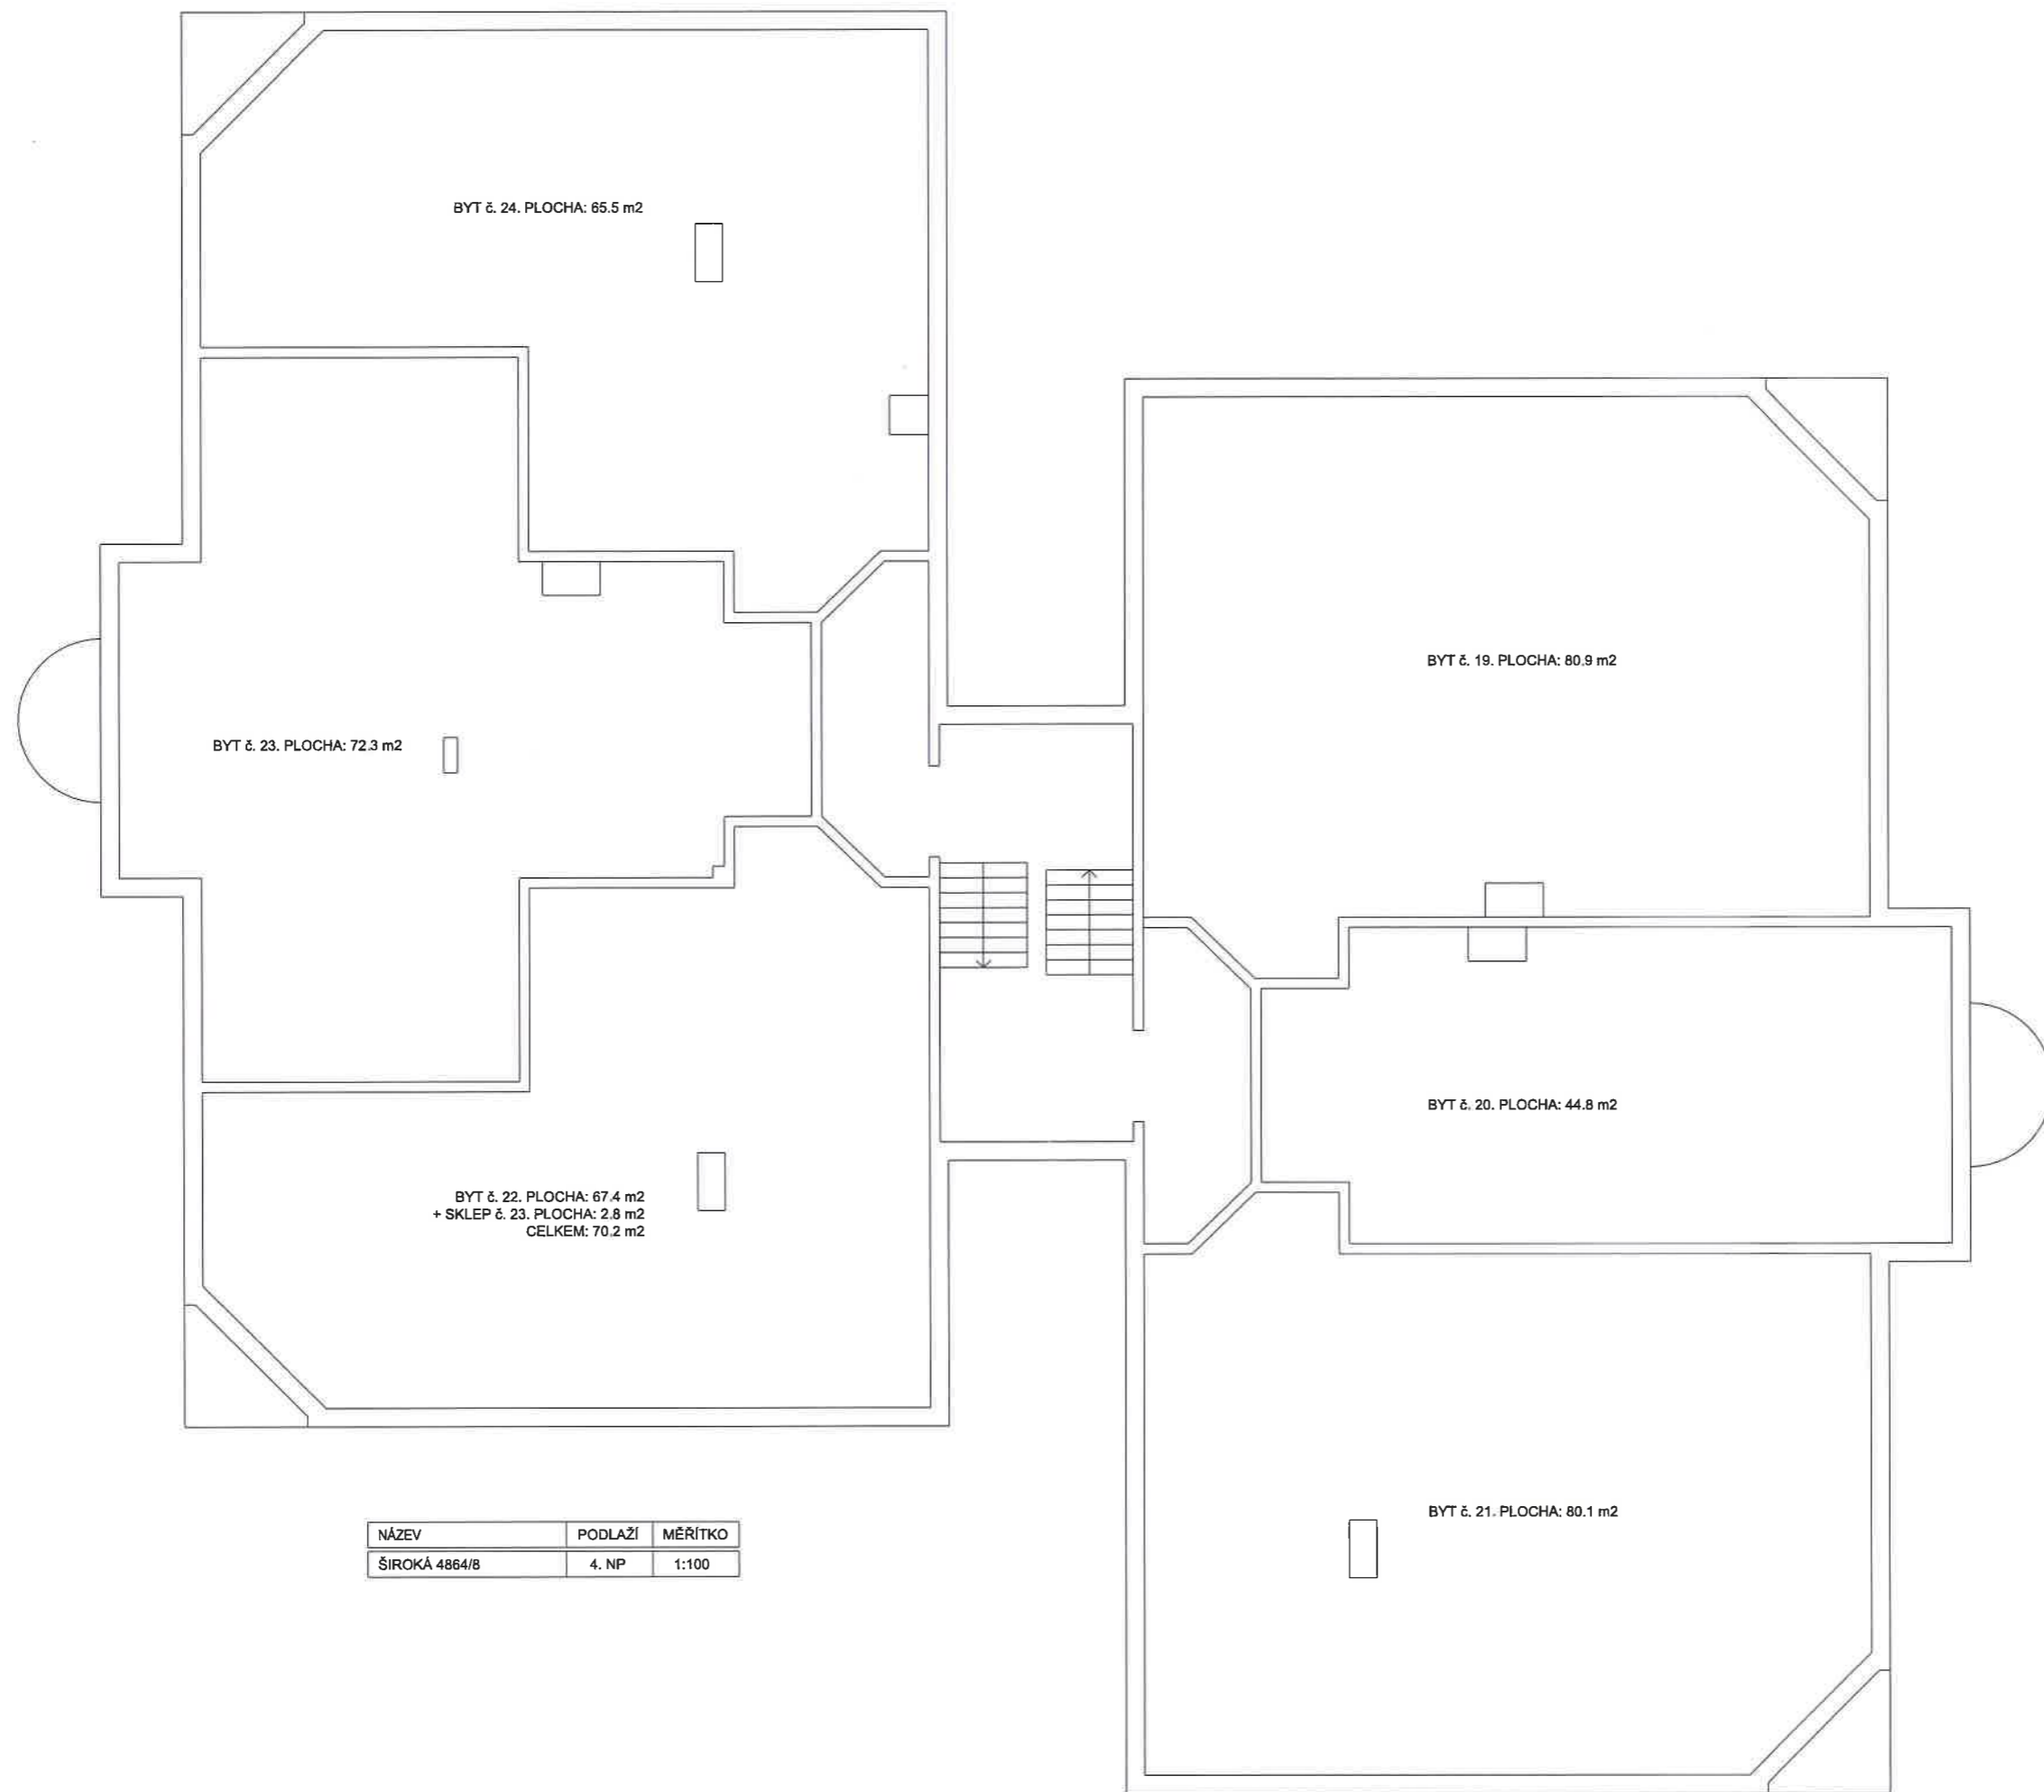 BYT č. 24. PLOCHA: 65.5 m2
BYT č. 19. PLOCHA: 80.9 m2
BYT č. 23. PLOCHA: 72.3 m2
BYT č. 20. PLOCHA: 44.8 m2
BYT č. 22. PLOCHA: 67.4 m2
+ SKLEP č. 23. PLOCHA: 2.8 m2
CELKEM: 70.2 m2
BYT č. 21. PLOCHA: 80.1 m2
NÁZEV PODLAŽÍ MĚŘÍTKO
ŠIROKÁ 4864/8 4. NP 1:100